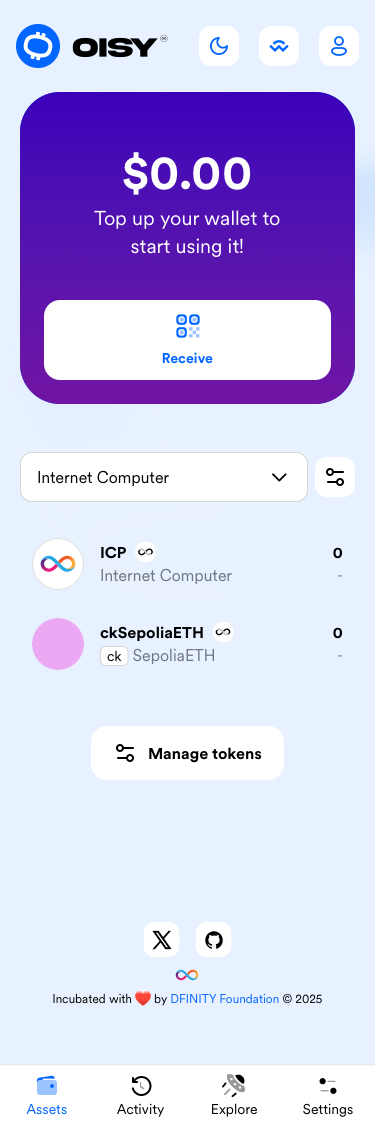 OISY
$0.00
Top up your wallet to
start using it!
Receive
Internet Computer
ICP
0
Internet Computer
-
ckSepoliaETH
0
ck SepoliaETH
-
Manage tokens
Incubated with ❤️ by DFINITY Foundation © 2025
Assets
Activity
Explore
Settings